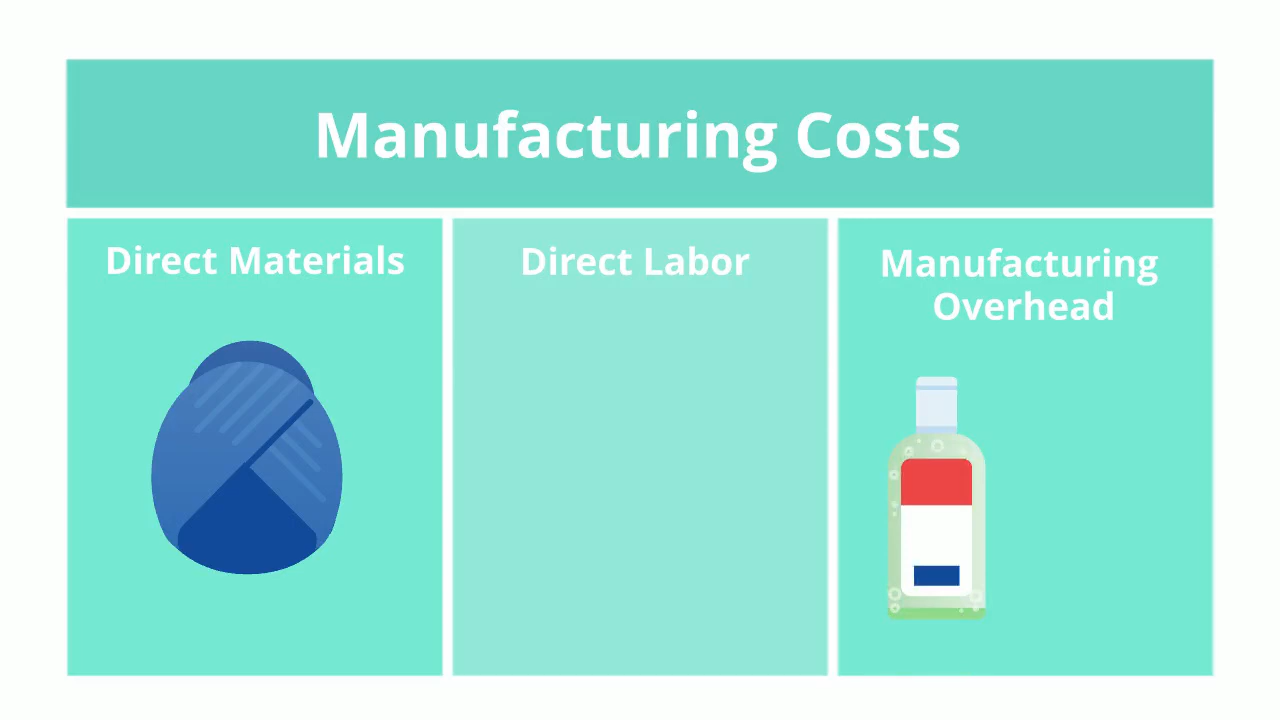 Manufacturing Costs
Direct Materials
Direct Labor
Manufacturing
Overhead